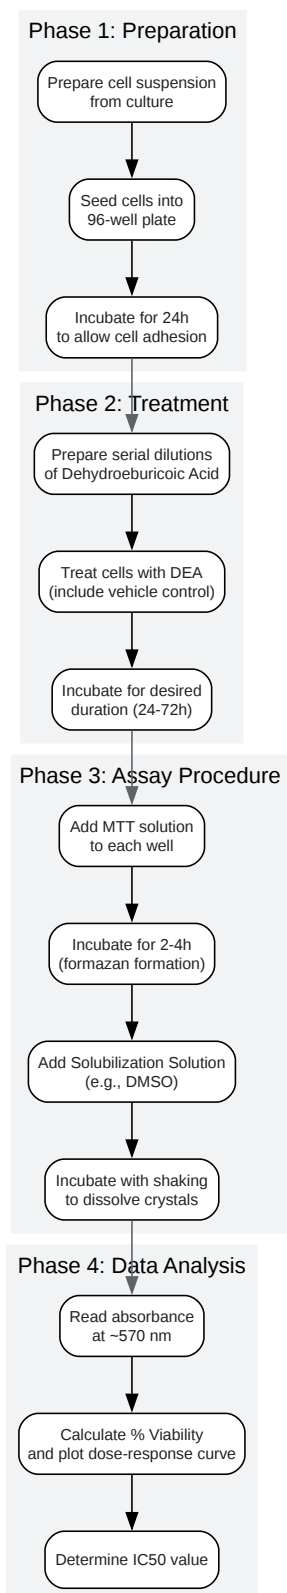 Phase 1: Preparation
Prepare cell suspension
from culture
Seed cells into
96-well plate
Incubate for 24h
to allow cell adhesion
Phase 2: Treatment
Prepare serial dilutions
of Dehydroeburicoic Acid
Treat cells with DEA
(include vehicle control)
Incubate for desired
duration (24-72h)
Phase 3: Assay Procedure
Add MTT solution
to each well
Incubate for 2-4h
(formazan formation)
Add Solubilization Solution
(e.g., DMSO)
Incubate with shaking
to dissolve crystals
Phase 4: Data Analysis
Read absorbance
at ~570 nm
Calculate % Viability
and plot dose-response curve
Determine IC50 value